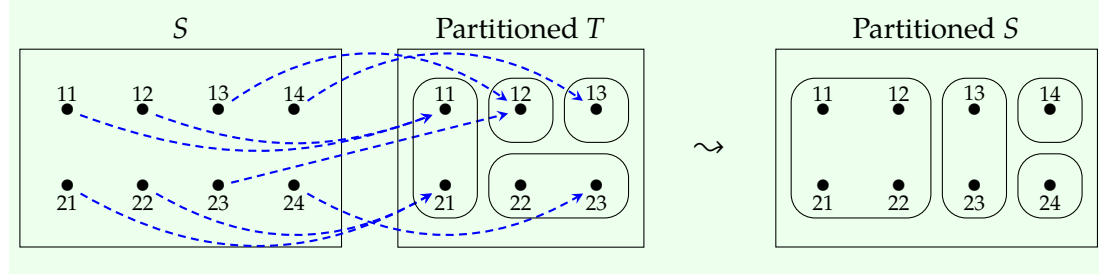 S Partitioned T Partitioned S
11 12 13 14 11 12 13 11 12 13 14
⤳
21 22 23 24 21 22 23 21 22 23 24